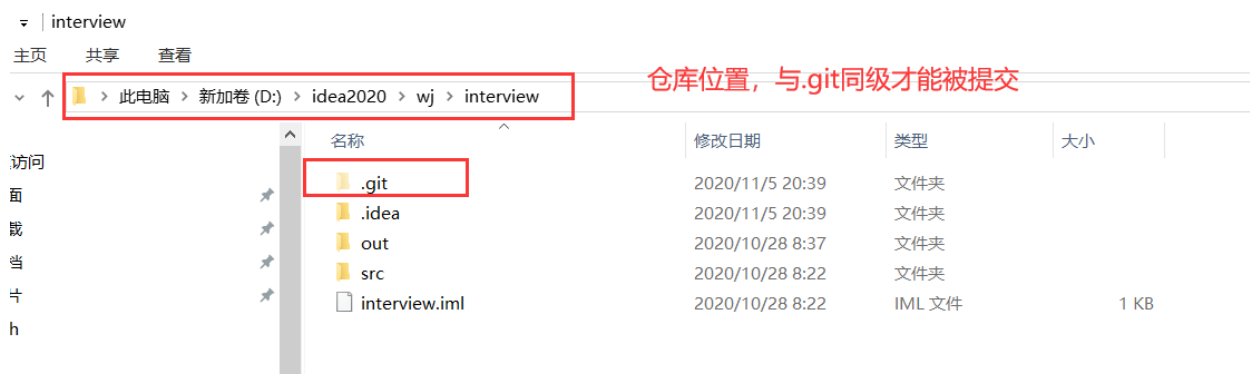 interview
主页 共享 查看
此电脑 > 新加卷 (D:) > idea2020 > wj > interview
仓库位置，与.git同级才能被提交
名称 修改日期 类型 大小
访问
.git 2020/11/5 20:39 文件夹
面
.idea 2020/11/5 20:39 文件夹
载
out 2020/10/28 8:37 文件夹
档
src 2020/10/28 8:22 文件夹
片
interview.iml 2020/10/28 8:22 IML 文件 1 KB
h